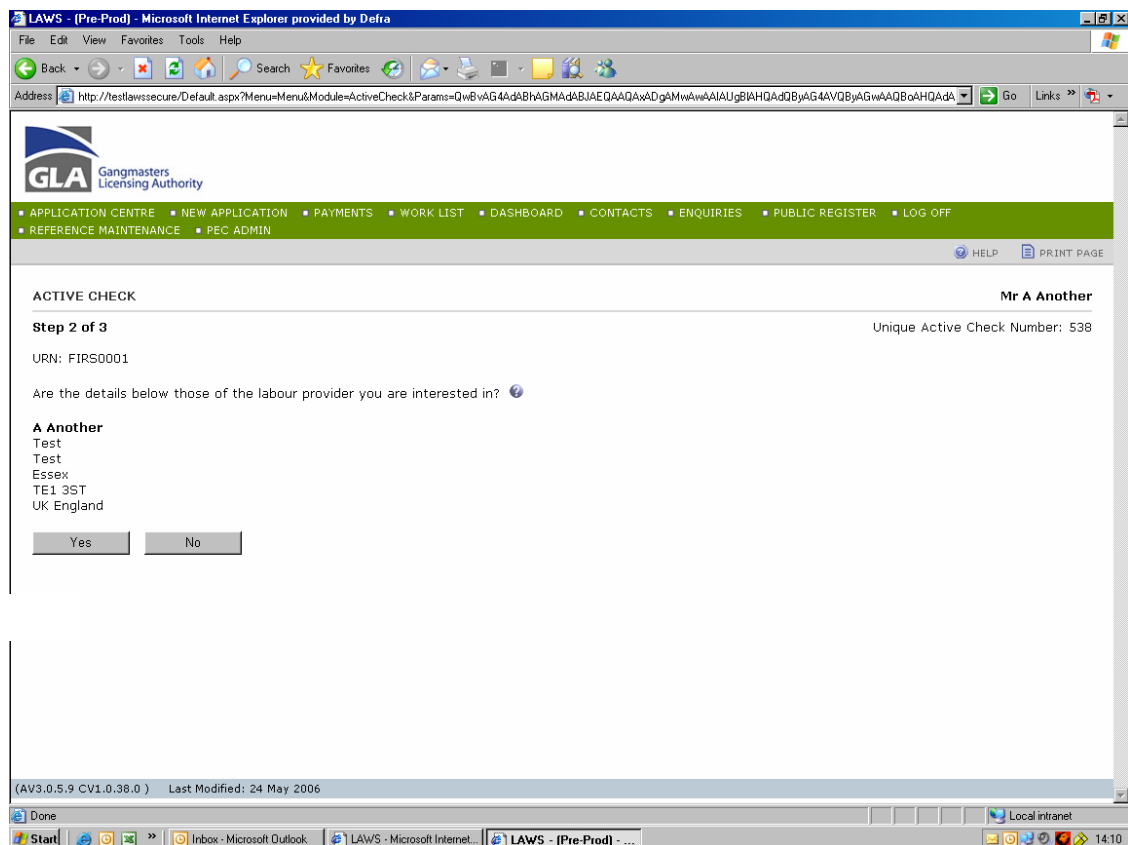 LAWS - (Pre-Prod) - Microsoft Internet Explorer provided by Defra
File Edit View Favorites Tools Help
Back Search Favorites
Address http://testlawssecure/Default.aspx?Menu=Menu&Module=ActiveCheck&Params= Go Links »
GLA Gangmasters
Licensing Authority
APPLICATION CENTRE NEW APPLICATION PAYMENTS WORK LIST DASHBOARD CONTACTS ENQUIRIES PUBLIC REGISTER LOG OFF
REFERENCE MAINTENANCE PEC ADMIN
HELP PRINT PAGE
ACTIVE CHECK Mr A Another
Step 2 of 3 Unique Active Check Number: 538
URN: FIRS0001
Are the details below those of the labour provider you are interested in? ?
A Another
Test
Test
Essex
TE1 3ST
UK England
Yes No
(AV3.0.5.9 CV1.0.38.0 ) Last Modified: 24 May 2006
Done Local intranet
Start » Inbox - Microsoft Outlook LAWS - Microsoft Internet... LAWS - (Pre-Prod) - ... 14:10